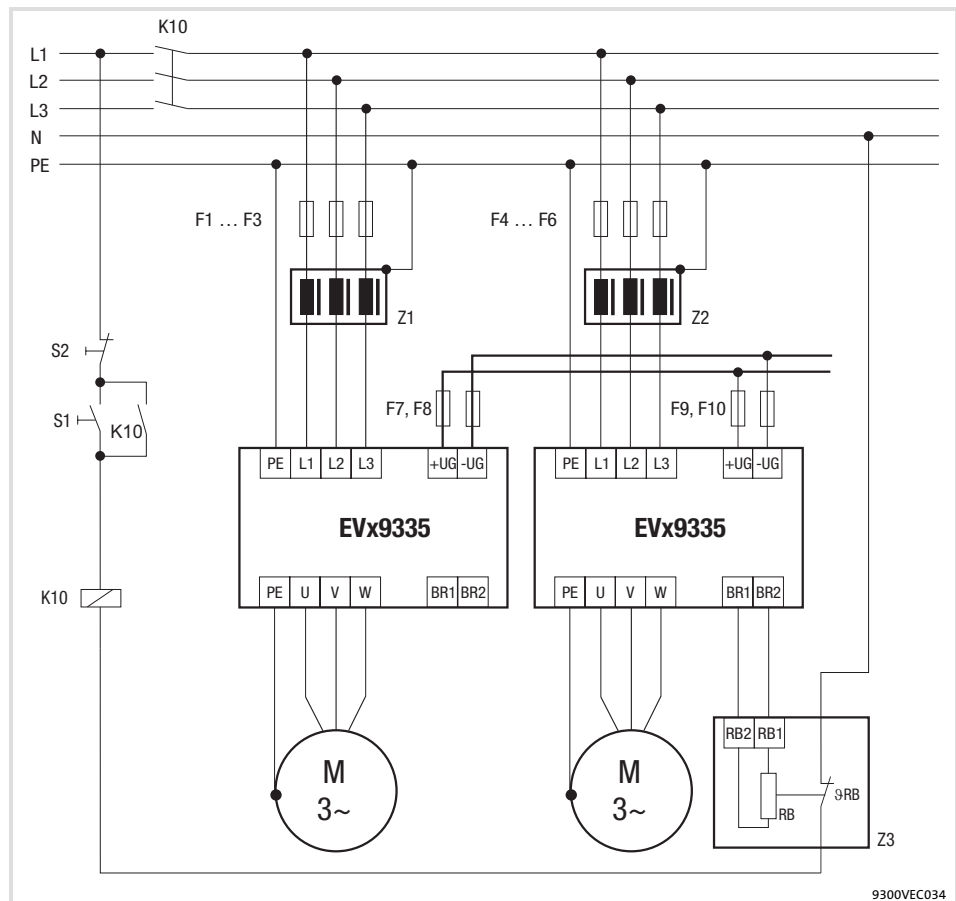 K10
L1
L2
L3
N
PE
F1 … F3
F4 … F6
Z1
Z2
S2
S1
K10
F7, F8
F9, F10
PE L1 L2 L3 +UG -UG
PE L1 L2 L3 +UG -UG
EVx9335
EVx9335
K10
PE U V W BR1 BR2
PE U V W BR1 BR2
RB2 RB1
M
3~
M
3~
RB
ϑRB
Z3
9300VEC034